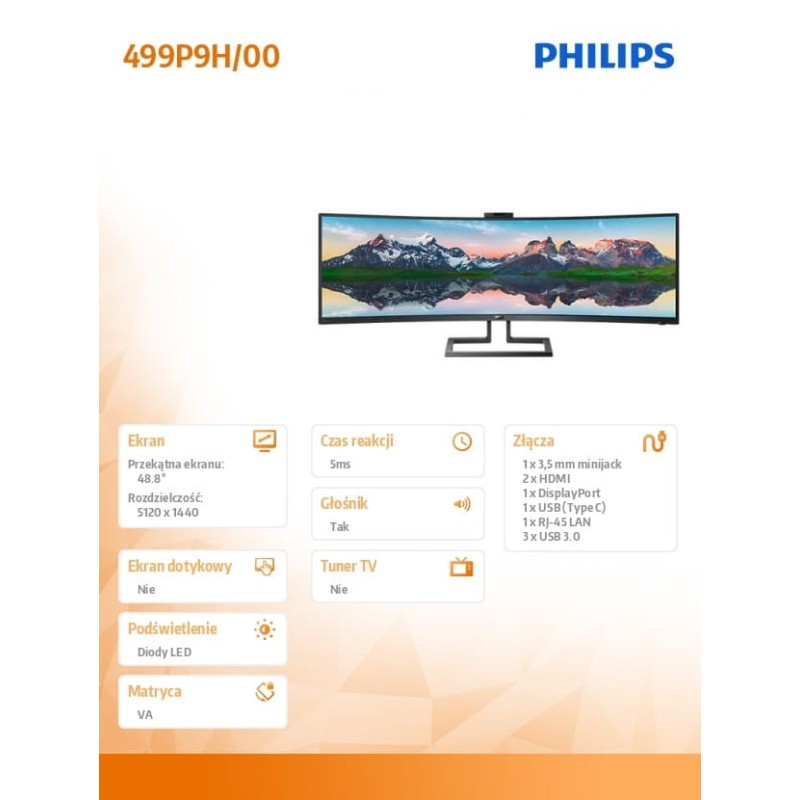 499P9H/00
PHILIPS
Ekran
Przekątna ekranu:
48.8"
Rozdzielczość:
5120 x 1440
Ekran dotykowy
Nie
Podświetlenie
Diody LED
Matryca
VA
Czas reakcji
5ms
Głośnik
Tak
Tuner TV
Nie
Złącza
1 x 3,5 mm minijack
2 x HDMI
1 x DisplayPort
1 x USB (Type C)
1 x RJ-45 LAN
3 x USB 3.0